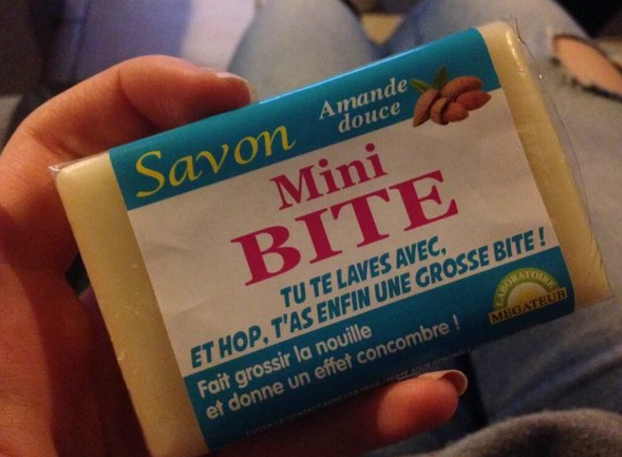 Savon
Amande
douce
Mini
BITE
TU TE LAVES AVEC,
ET HOP, T'AS ENFIN UNE GROSSE BITE !
Fait grossir la nouille
et donne un effet concombre !
LABORATOIRE
MEGATEUB